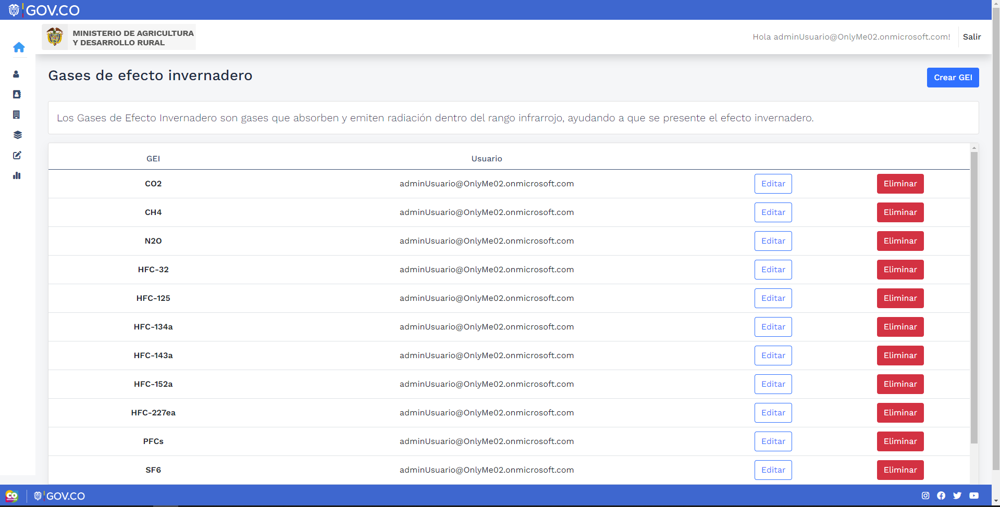 GOV.CO
MINISTERIO DE AGRICULTURA
Y DESARROLLO RURAL
Hola adminUsuario@OnlyMe02.onmicrosoft.com!
Salir
Gases de efecto invernadero
Crear GEI
Los Gases de Efecto Invernadero son gases que absorben y emiten radiación dentro del rango infrarrojo, ayudando a que se presente el efecto invernadero.
GEI Usuario
CO2 adminUsuario@OnlyMe02.onmicrosoft.com Editar Eliminar
CH4 adminUsuario@OnlyMe02.onmicrosoft.com Editar Eliminar
N2O adminUsuario@OnlyMe02.onmicrosoft.com Editar Eliminar
HFC-32 adminUsuario@OnlyMe02.onmicrosoft.com Editar Eliminar
HFC-125 adminUsuario@OnlyMe02.onmicrosoft.com Editar Eliminar
HFC-134a adminUsuario@OnlyMe02.onmicrosoft.com Editar Eliminar
HFC-143a adminUsuario@OnlyMe02.onmicrosoft.com Editar Eliminar
HFC-152a adminUsuario@OnlyMe02.onmicrosoft.com Editar Eliminar
HFC-227ea adminUsuario@OnlyMe02.onmicrosoft.com Editar Eliminar
PFCs adminUsuario@OnlyMe02.onmicrosoft.com Editar Eliminar
SF6 adminUsuario@OnlyMe02.onmicrosoft.com Editar Eliminar
CO GOV.CO